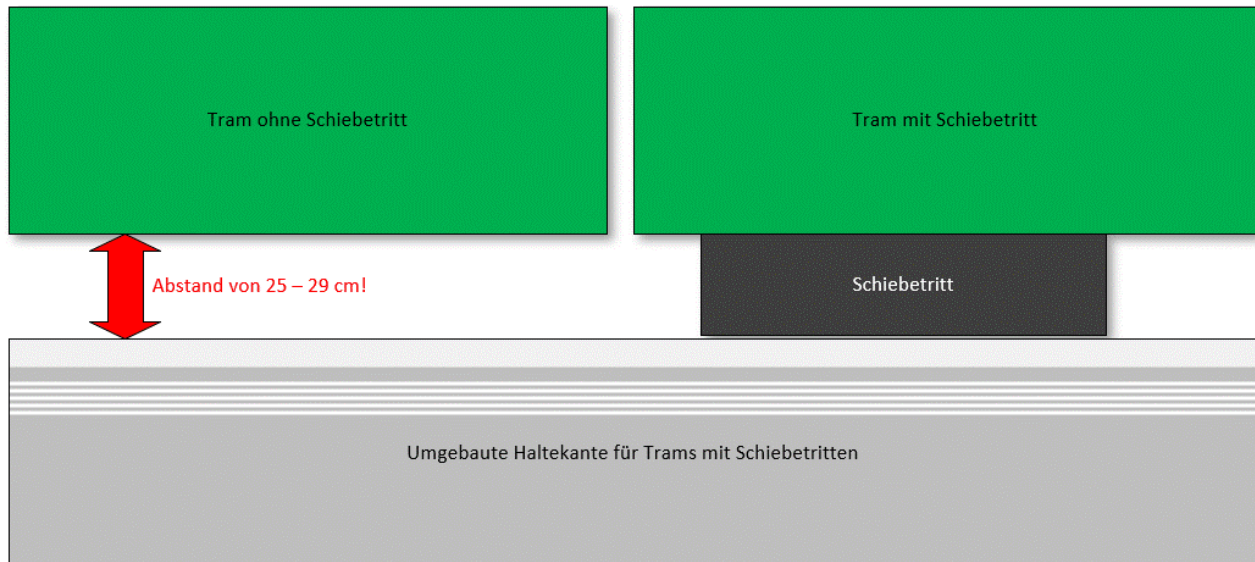 Tram ohne Schiebetritt
Tram mit Schiebetritt
Abstand von 25 – 29 cm!
Schiebetritt
Umgebaute Haltekante für Trams mit Schiebetritten